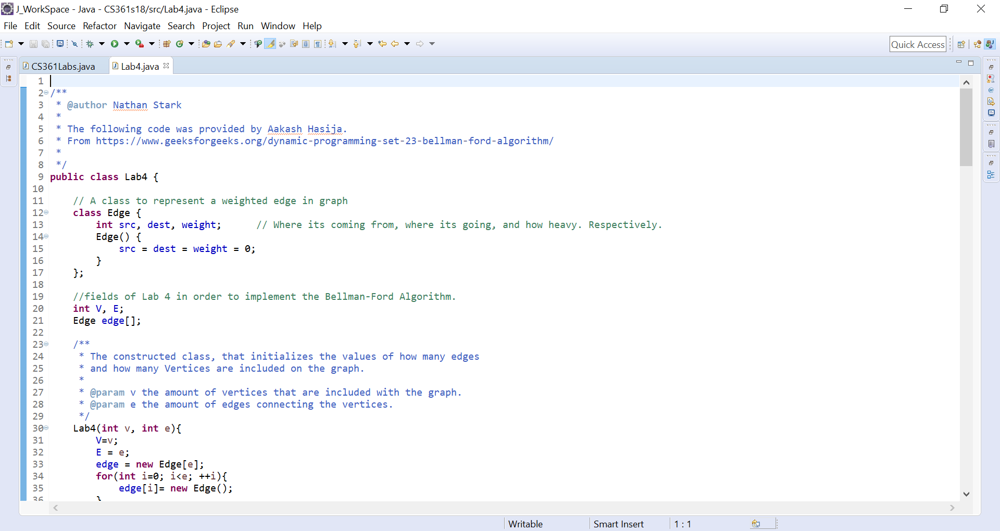 J_WorkSpace - Java - CS361s18/src/Lab4.java - Eclipse
File Edit Source Refactor Navigate Search Project Run Window Help
Quick Access
CS361Labs.java Lab4.java
1
2 /**
3  * @author Nathan Stark
4  *
5  * The following code was provided by Aakash Hasija.
6  * From https://www.geeksforgeeks.org/dynamic-programming-set-23-bellman-ford-algorithm/
7  *
8  */
9 public class Lab4 {
10
11     // A class to represent a weighted edge in graph
12     class Edge {
13         int src, dest, weight;      // Where its coming from, where its going, and how heavy. Respectively.
14         Edge() {
15             src = dest = weight = 0;
16         }
17     };
18
19     //fields of Lab 4 in order to implement the Bellman-Ford Algorithm.
20     int V, E;
21     Edge edge[];
22
23     /**
24      * The constructed class, that initializes the values of how many edges
25      * and how many Vertices are included on the graph.
26      *
27      * @param v the amount of vertices that are included with the graph.
28      * @param e the amount of edges connecting the vertices.
29      */
30     Lab4(int v, int e){
31         V=v;
32         E = e;
33         edge = new Edge[e];
34         for(int i=0; i<e; ++i){
35             edge[i]= new Edge();
36         }
Writable Smart Insert 1 : 1